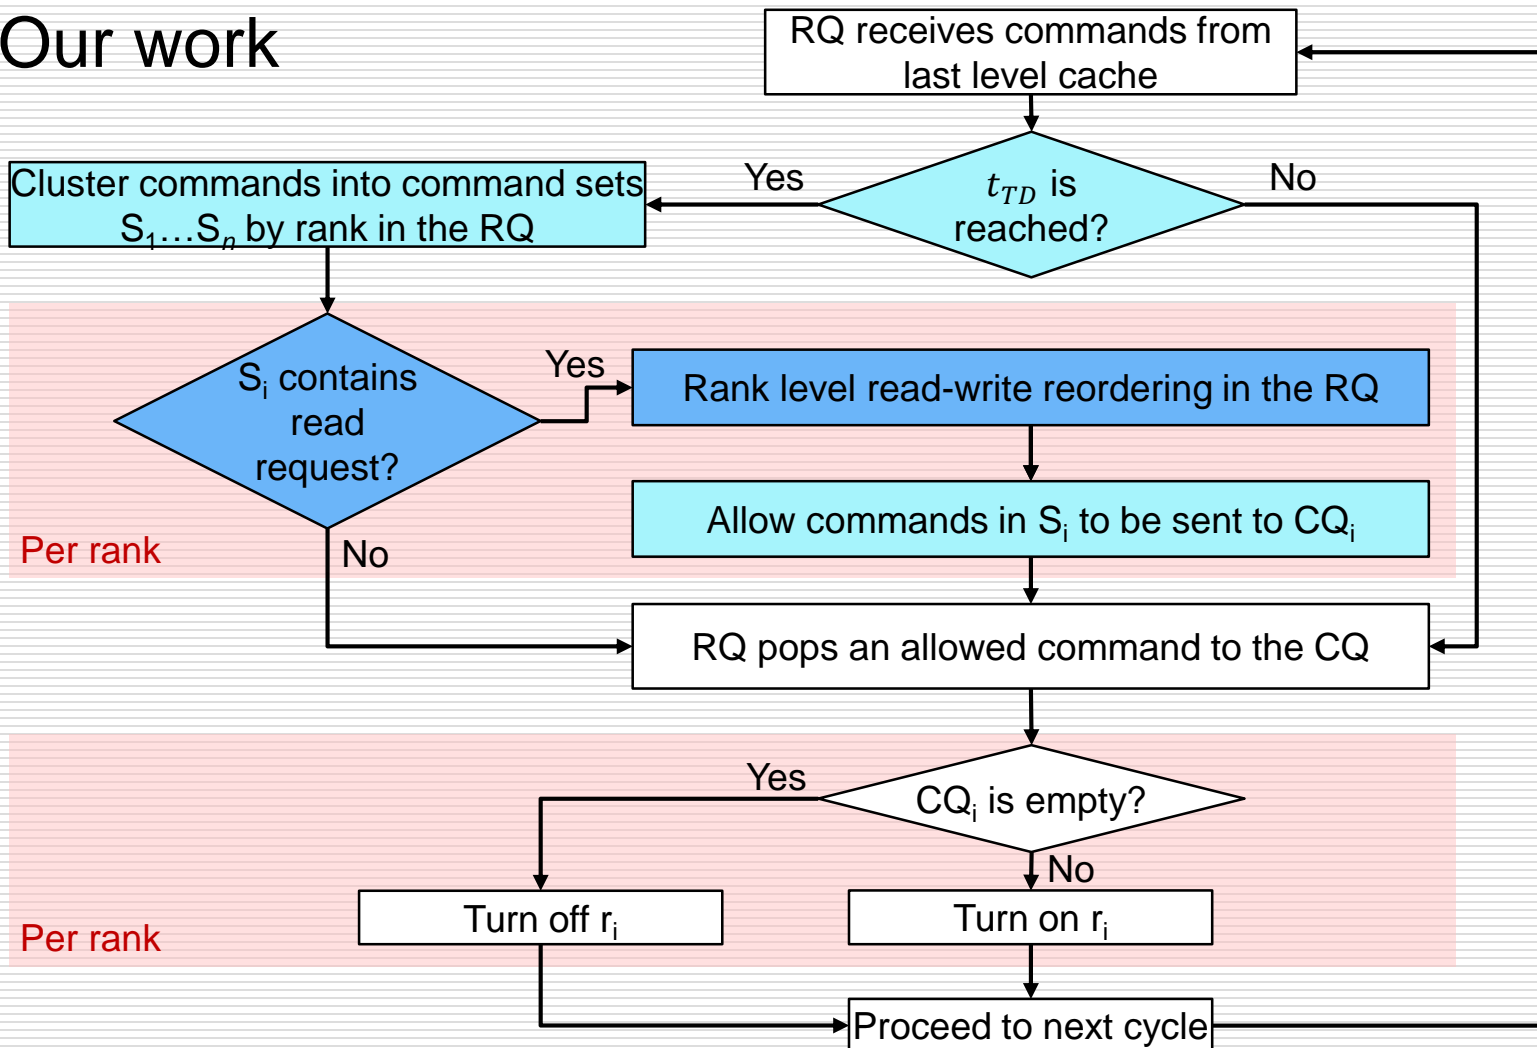 Our work
RQ receives commands from
last level cache
Yes
t_TD is
reached?
No
Cluster commands into command sets
S₁…Sₙ by rank in the RQ
Sᵢ contains
read
request?
Yes
Rank level read-write reordering in the RQ
Allow commands in Sᵢ to be sent to CQᵢ
Per rank
No
RQ pops an allowed command to the CQ
Yes
CQᵢ is empty?
No
Turn off rᵢ
Turn on rᵢ
Per rank
Proceed to next cycle